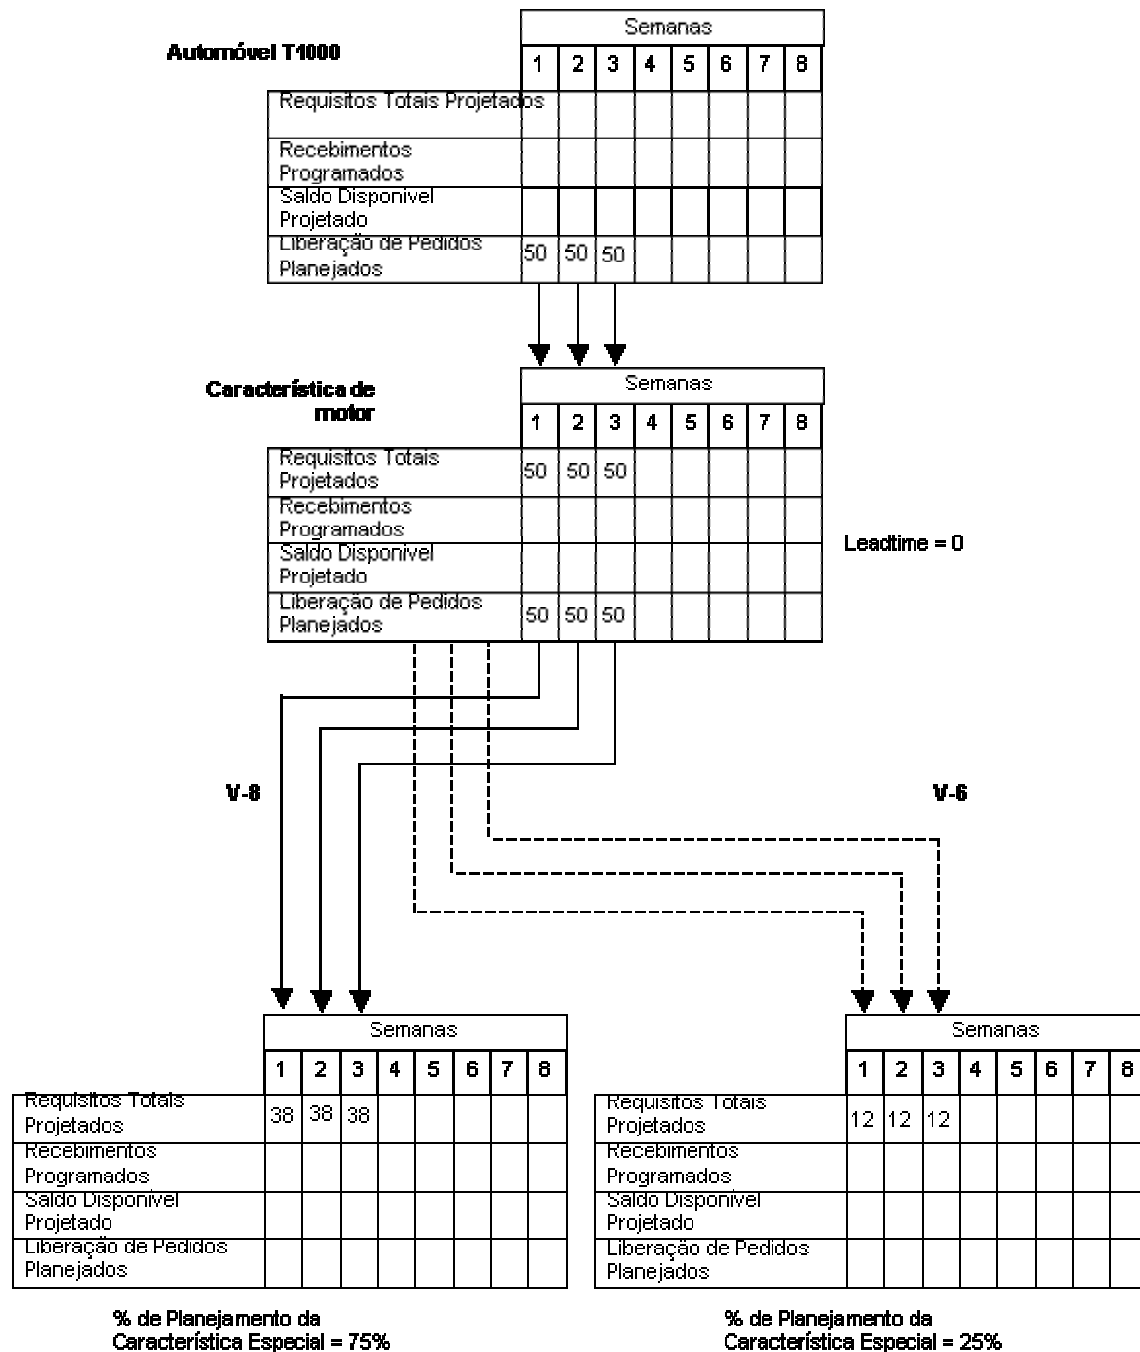 Semanas
Automóvel T1000
1 2 3 4 5 6 7 8
Requisitos Totais Projetados
Recebimentos
Programados
Saldo Disponível
Projetado
Liberação de Pedidos
Planejados
50 50 50
Semanas
Característica de
motor
1 2 3 4 5 6 7 8
Requisitos Totais
Projetados
50 50 50
Recebimentos
Programados
Saldo Disponível
Projetado
Leadtime = 0
Liberação de Pedidos
Planejados
50 50 50
V-8
V-6
Semanas
1 2 3 4 5 6 7 8
Requisitos Totais
Projetados
38 38 38
Recebimentos
Programados
Saldo Disponível
Projetado
Liberação de Pedidos
Planejados
% de Planejamento da
Característica Especial = 75%
Semanas
1 2 3 4 5 6 7 8
Requisitos Totais
Projetados
12 12 12
Recebimentos
Programados
Saldo Disponível
Projetado
Liberação de Pedidos
Planejados
% de Planejamento da
Característica Especial = 25%